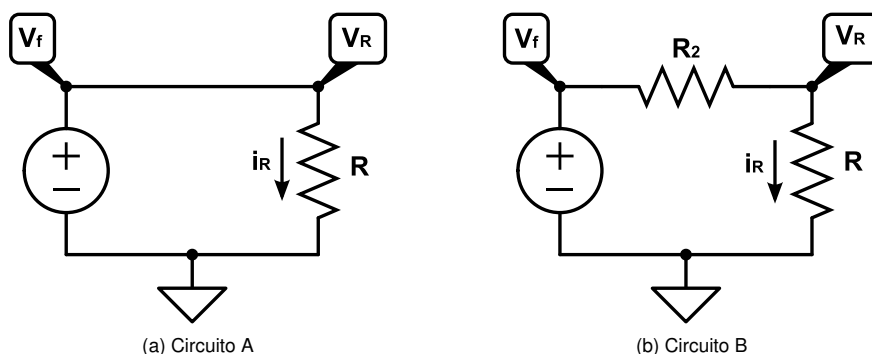 Vf
VR
+
−
iR
R
(a) Circuito A
Vf
R2
VR
+
−
iR
R
(b) Circuito B